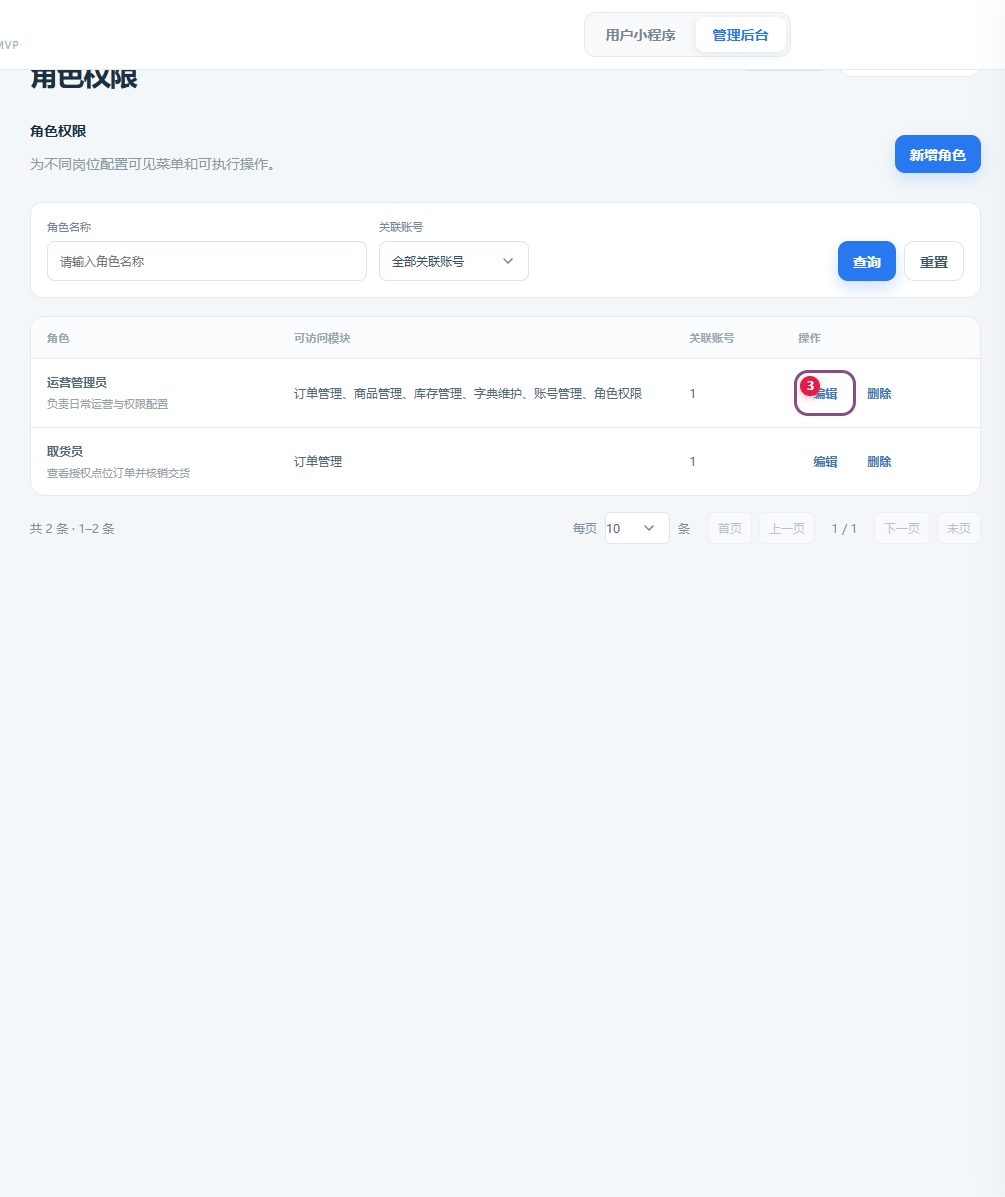 MVP
用户小程序 管理后台
角色权限
角色权限
为不同岗位配置可见菜单和可执行操作。
新增角色
角色名称 关联账号
请输入角色名称 全部关联账号 查询 重置
角色 可访问模块 关联账号 操作
运营管理员
负责日常运营与权限配置
订单管理、商品管理、库存管理、字典维护、账号管理、角色权限 1 3 编辑 删除
取货员
查看授权点位订单并核销交货
订单管理 1 编辑 删除
共 2 条 · 1–2 条 每页 10 条 首页 上一页 1 / 1 下一页 末页